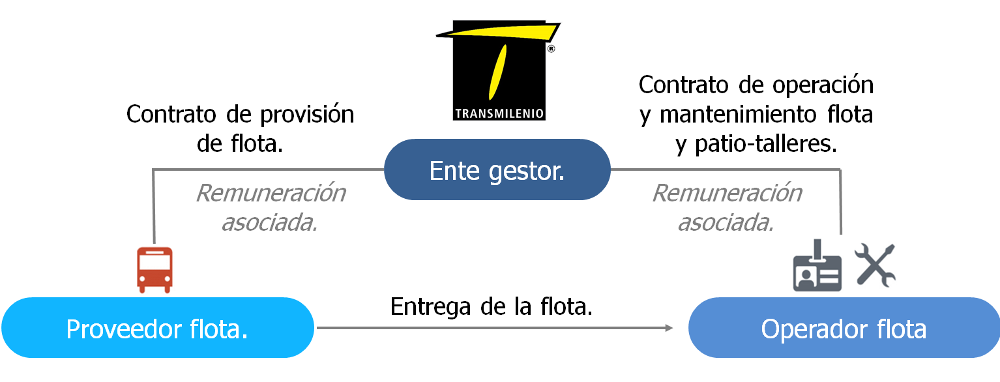 ®
TRANSMILENIO
Contrato de provisión
de flota.
Contrato de operación
y mantenimiento flota
y patio-talleres.
Ente gestor.
Remuneración
asociada.
Remuneración
asociada.
Proveedor flota.
Entrega de la flota.
Operador flota